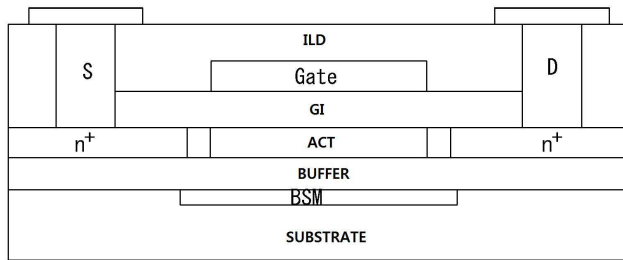 ILD
S
Gate
D
GI
n+
ACT
n+
BUFFER
BSM
SUBSTRATE